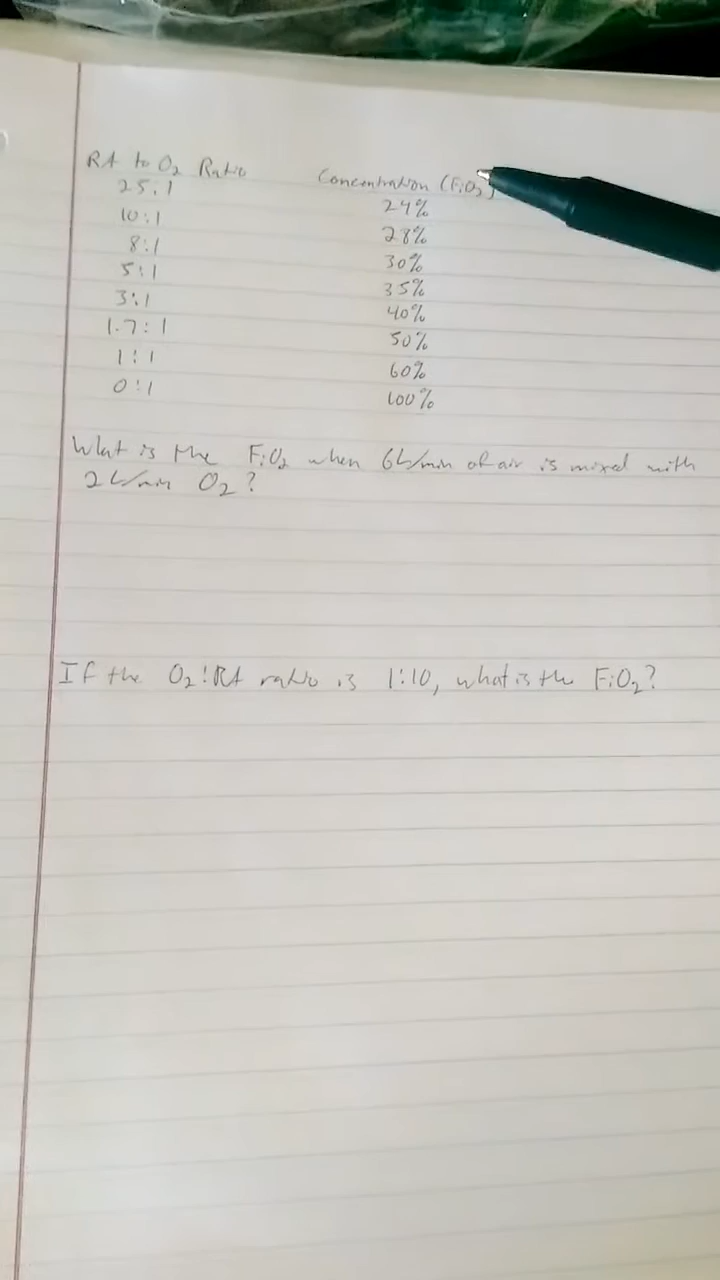 RA to O₂ Ratio Concentration (FiO₂)
25:1 24%
10:1 28%
8:1 30%
5:1 35%
3:1 40%
1.7:1 50%
1:1 60%
0:1 100%
What is the FiO₂ when 6L/min of air is mixed with
2L/min O₂?
If the O₂:RA ratio is 1:10, what is the FiO₂?